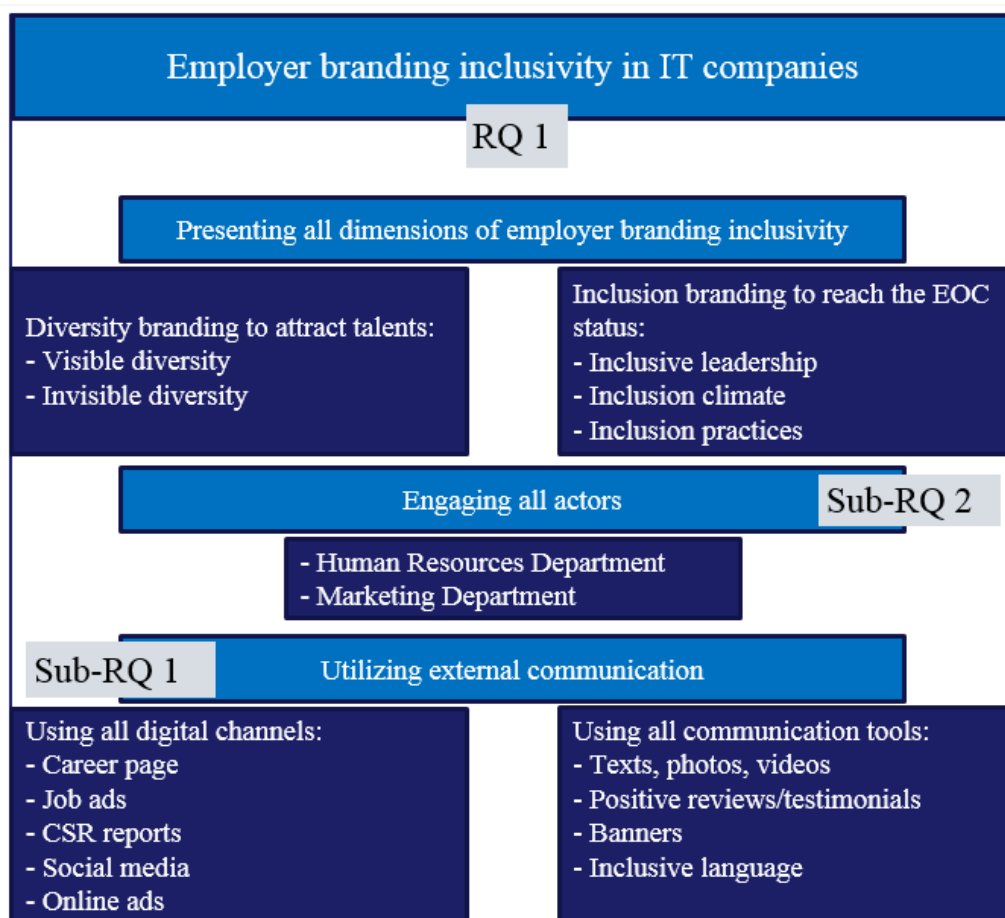 Employer branding inclusivity in IT companies
RQ 1
Presenting all dimensions of employer branding inclusivity
Diversity branding to attract talents:
- Visible diversity
- Invisible diversity
Inclusion branding to reach the EOC
status:
- Inclusive leadership
- Inclusion climate
- Inclusion practices
Engaging all actors
Sub-RQ 2
- Human Resources Department
- Marketing Department
Sub-RQ 1
Utilizing external communication
Using all digital channels:
- Career page
- Job ads
- CSR reports
- Social media
- Online ads
Using all communication tools:
- Texts, photos, videos
- Positive reviews/testimonials
- Banners
- Inclusive language